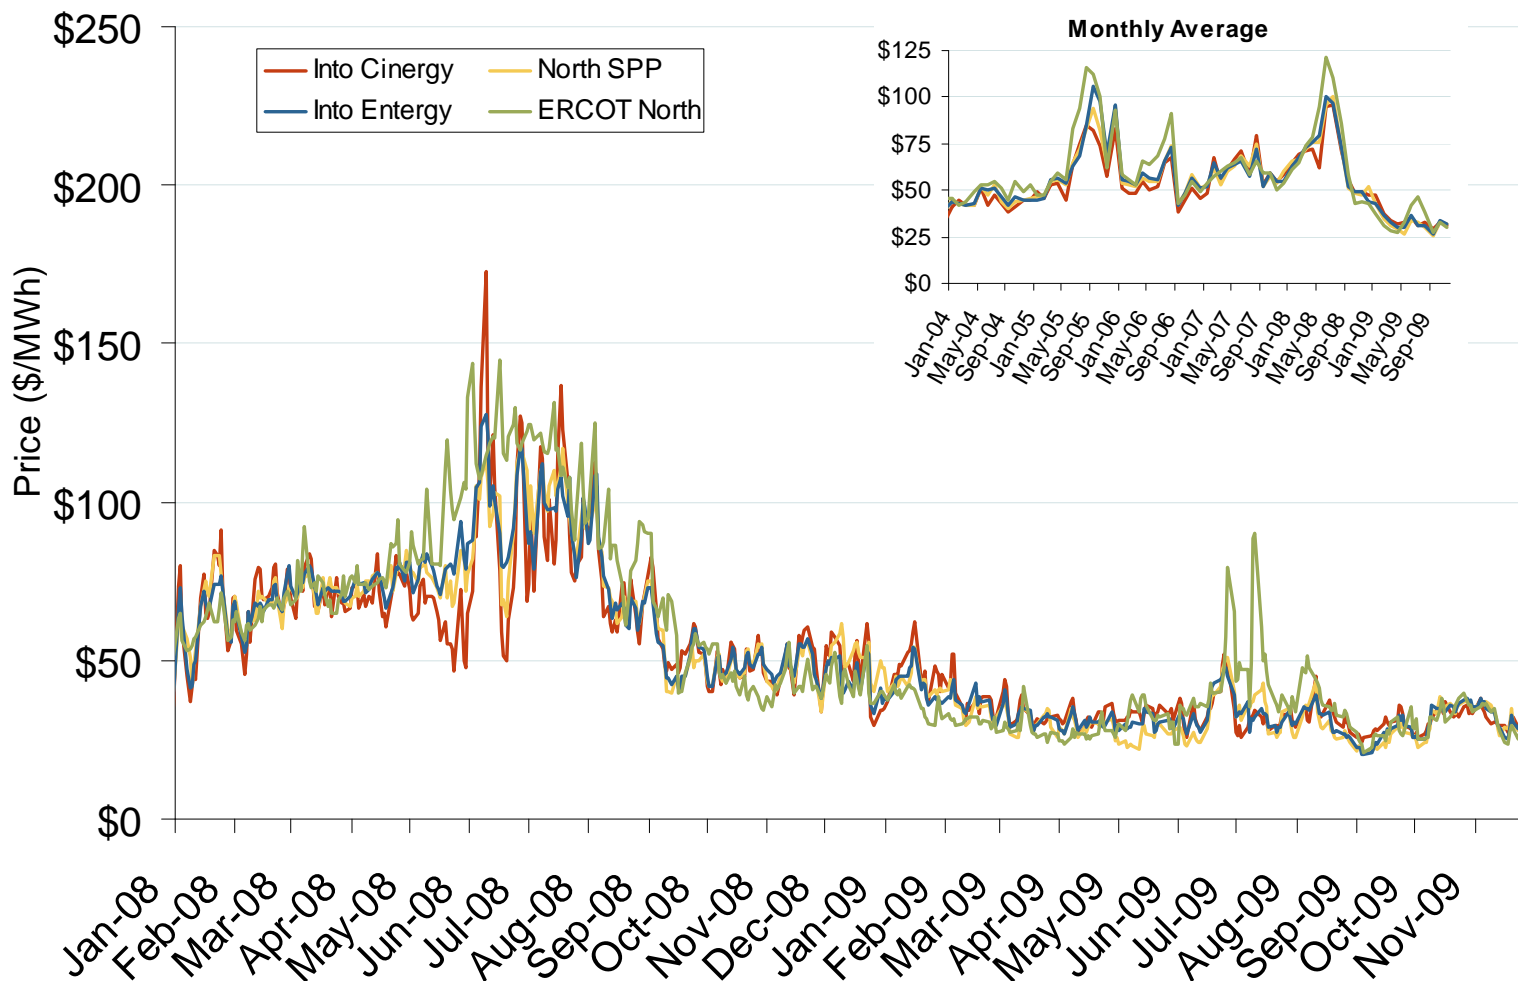 $250
$200
$150
$100
$50
$0
Price ($/MWh)
Into Cinergy
North SPP
Into Entergy
ERCOT North
Jan-08
Feb-08
Mar-08
Apr-08
May-08
Jun-08
Jul-08
Aug-08
Sep-08
Oct-08
Nov-08
Dec-08
Jan-09
Feb-09
Mar-09
Apr-09
May-09
Jun-09
Jul-09
Aug-09
Sep-09
Oct-09
Nov-09
Monthly Average
$125
$100
$75
$50
$25
$0
Jan-04
May-04
Sep-04
Jan-05
May-05
Sep-05
Jan-06
May-06
Sep-06
Jan-07
May-07
Sep-07
Jan-08
May-08
Sep-08
Jan-09
May-09
Sep-09